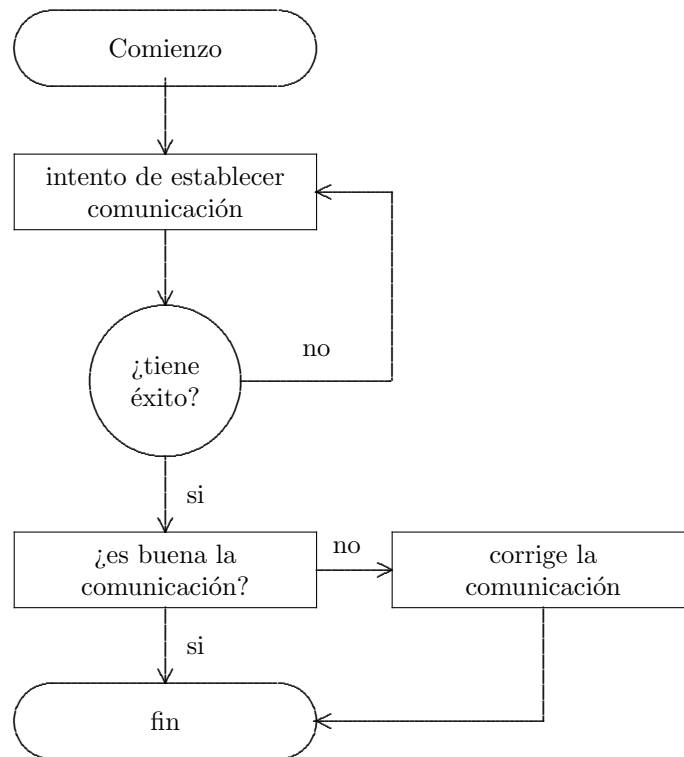 Comienzo
intento de establecer
comunicación
¿tiene
éxito?
no
si
¿es buena la
comunicación?
no
corrige la
comunicación
si
fin